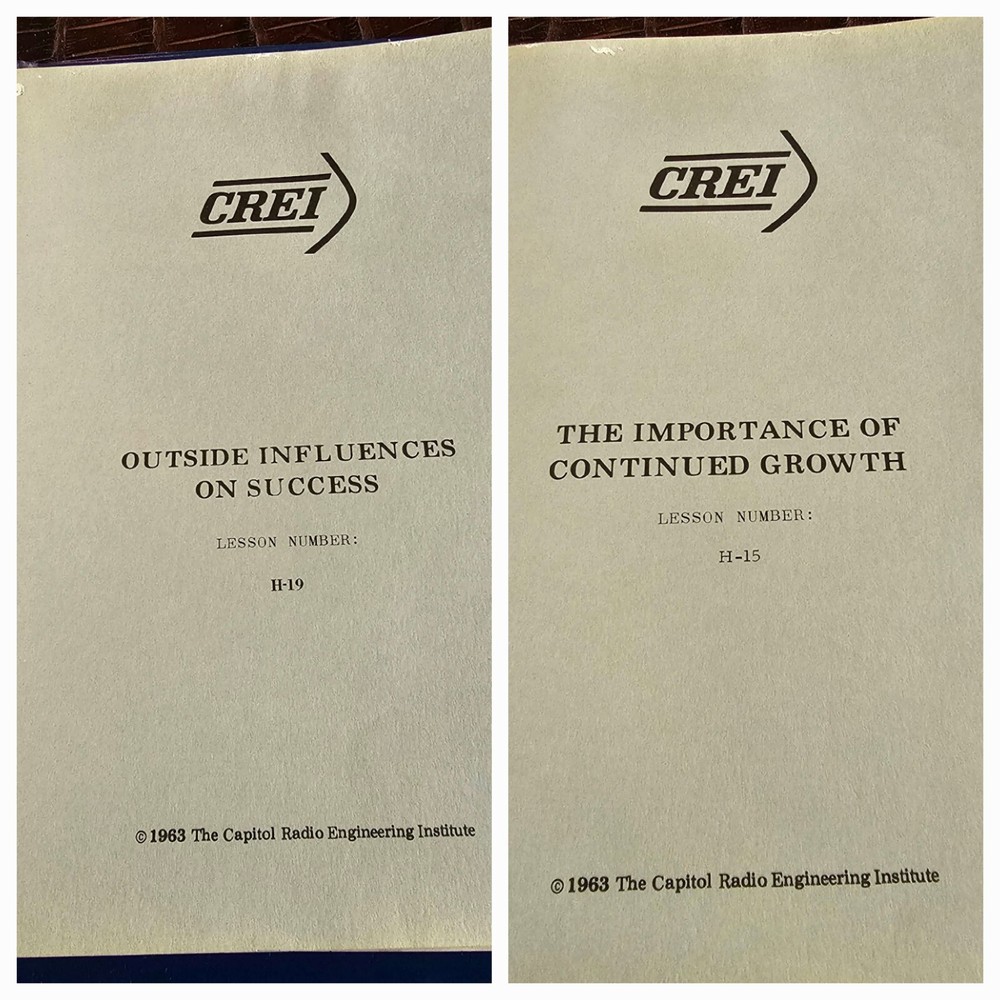 CREI
OUTSIDE INFLUENCES
ON SUCCESS
LESSON NUMBER:
H-19
© 1963 The Capitol Radio Engineering Institute
CREI
THE IMPORTANCE OF
CONTINUED GROWTH
LESSON NUMBER:
H-15
© 1963 The Capitol Radio Engineering Institute